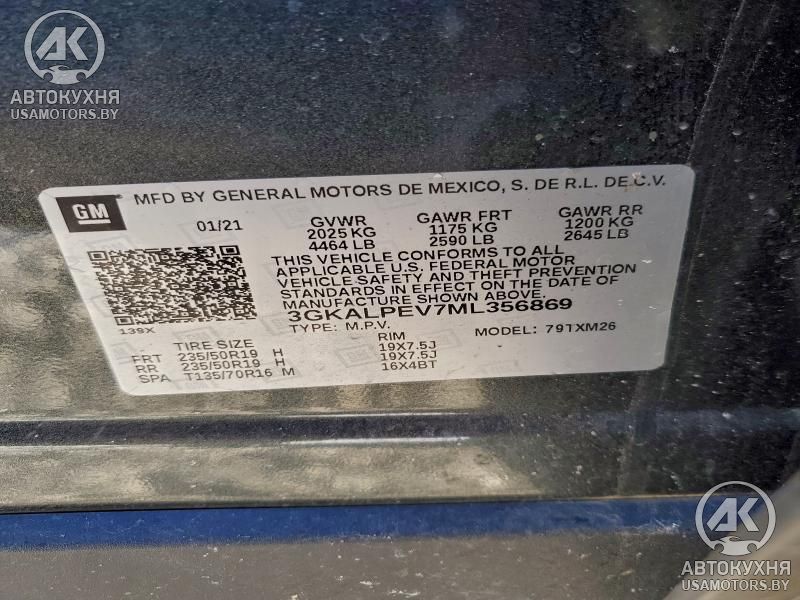 AK
АВТОКУХНЯ
USAMOTORS.BY
GM
MFD BY GENERAL MOTORS DE MEXICO, S. DE R.L. DE C.V.
01/21
GVWR GAWR FRT GAWR RR
2025 KG 1175 KG 1200 KG
4464 LB 2590 LB 2645 LB
THIS VEHICLE CONFORMS TO ALL
APPLICABLE U.S. FEDERAL MOTOR
VEHICLE SAFETY AND THEFT PREVENTION
STANDARDS IN EFFECT ON THE DATE OF
MANUFACTURE SHOWN ABOVE.
3GKALPEV7ML356869
139X
TYPE: M.P.V. MODEL: 791XM26
TIRE SIZE RIM
FRT 235/50R19 H 19X7.5J
RR 235/50R19 H 19X7.5J
SPA T135/70R16 M 16X4BT
AK
АВТОКУХНЯ
USAMOTORS.BY